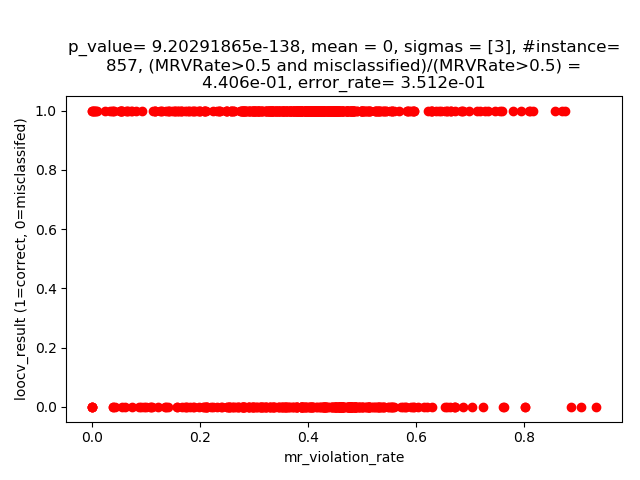 p_value= 9.20291865e-138, mean = 0, sigmas = [3], #instance=
857, (MRVRate>0.5 and misclassified)/(MRVRate>0.5) =
4.406e-01, error_rate= 3.512e-01
1.0
0.8
0.6
0.4
0.2
0.0
loocv_result (1=correct, 0=misclassifed)
0.0 0.2 0.4 0.6 0.8
mr_violation_rate